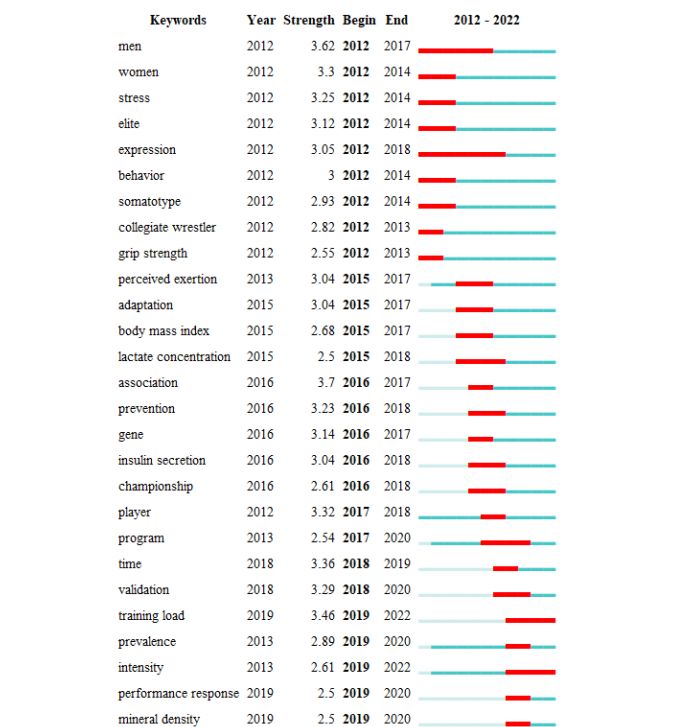 Keywords Year Strength Begin End 2012 - 2022
men 2012 3.62 2012 2017
women 2012 3.3 2012 2014
stress 2012 3.25 2012 2014
elite 2012 3.12 2012 2014
expression 2012 3.05 2012 2018
behavior 2012 3 2012 2014
somatotype 2012 2.93 2012 2014
collegiate wrestler 2012 2.82 2012 2013
grip strength 2012 2.55 2012 2013
perceived exertion 2013 3.04 2015 2017
adaptation 2015 3.04 2015 2017
body mass index 2015 2.68 2015 2017
lactate concentration 2015 2.5 2015 2018
association 2016 3.7 2016 2017
prevention 2016 3.23 2016 2018
gene 2016 3.14 2016 2017
insulin secretion 2016 3.04 2016 2018
championship 2016 2.61 2016 2018
player 2012 3.32 2017 2018
program 2013 2.54 2017 2020
time 2018 3.36 2018 2019
validation 2018 3.29 2018 2020
training load 2019 3.46 2019 2022
prevalence 2013 2.89 2019 2020
intensity 2013 2.61 2019 2022
performance response 2019 2.5 2019 2020
mineral density 2019 2.5 2019 2020